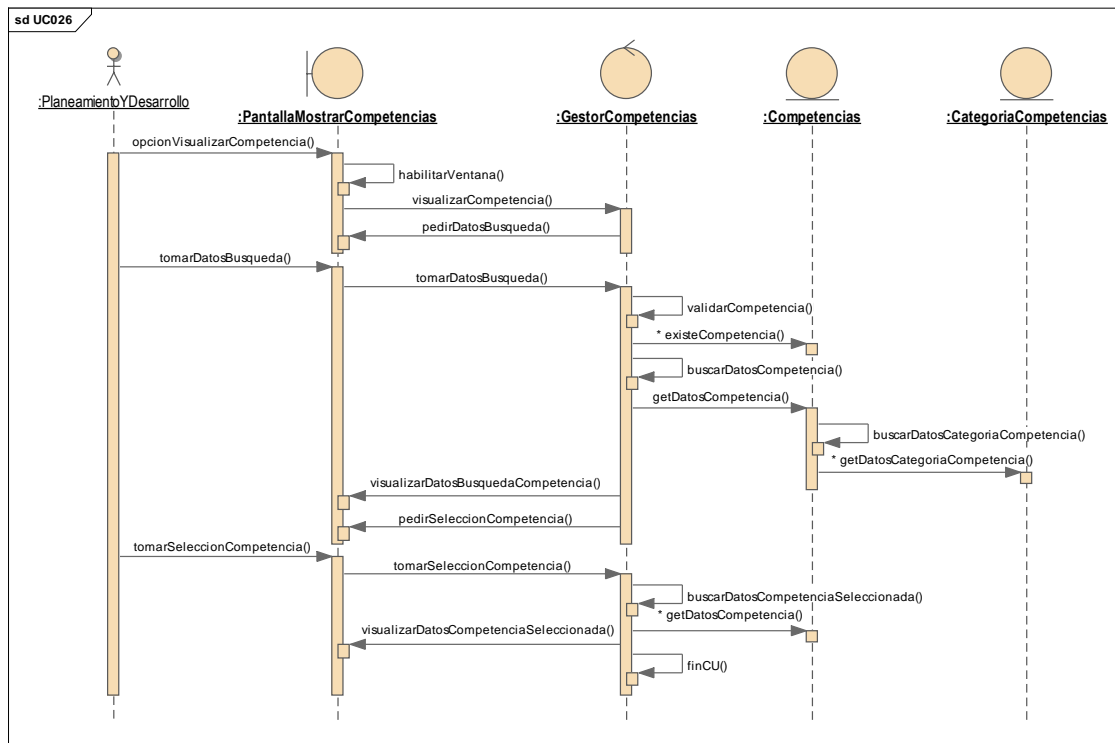 sd UC026
:PlaneamientoYDesarrollo
:PantallaMostrarCompetencias
:GestorCompetencias
:Competencias
:CategoriaCompetencias
opcionVisualizarCompetencia()
habilitarVentana()
visualizarCompetencia()
pedirDatosBusqueda()
tomarDatosBusqueda()
tomarDatosBusqueda()
validarCompetencia()
* existeCompetencia()
buscarDatosCompetencia()
getDatosCompetencia()
buscarDatosCategoriaCompetencia()
* getDatosCategoriaCompetencia()
visualizarDatosBusquedaCompetencia()
pedirSeleccionCompetencia()
tomarSeleccionCompetencia()
tomarSeleccionCompetencia()
buscarDatosCompetenciaSeleccionada()
* getDatosCompetencia()
visualizarDatosCompetenciaSeleccionada()
finCU()